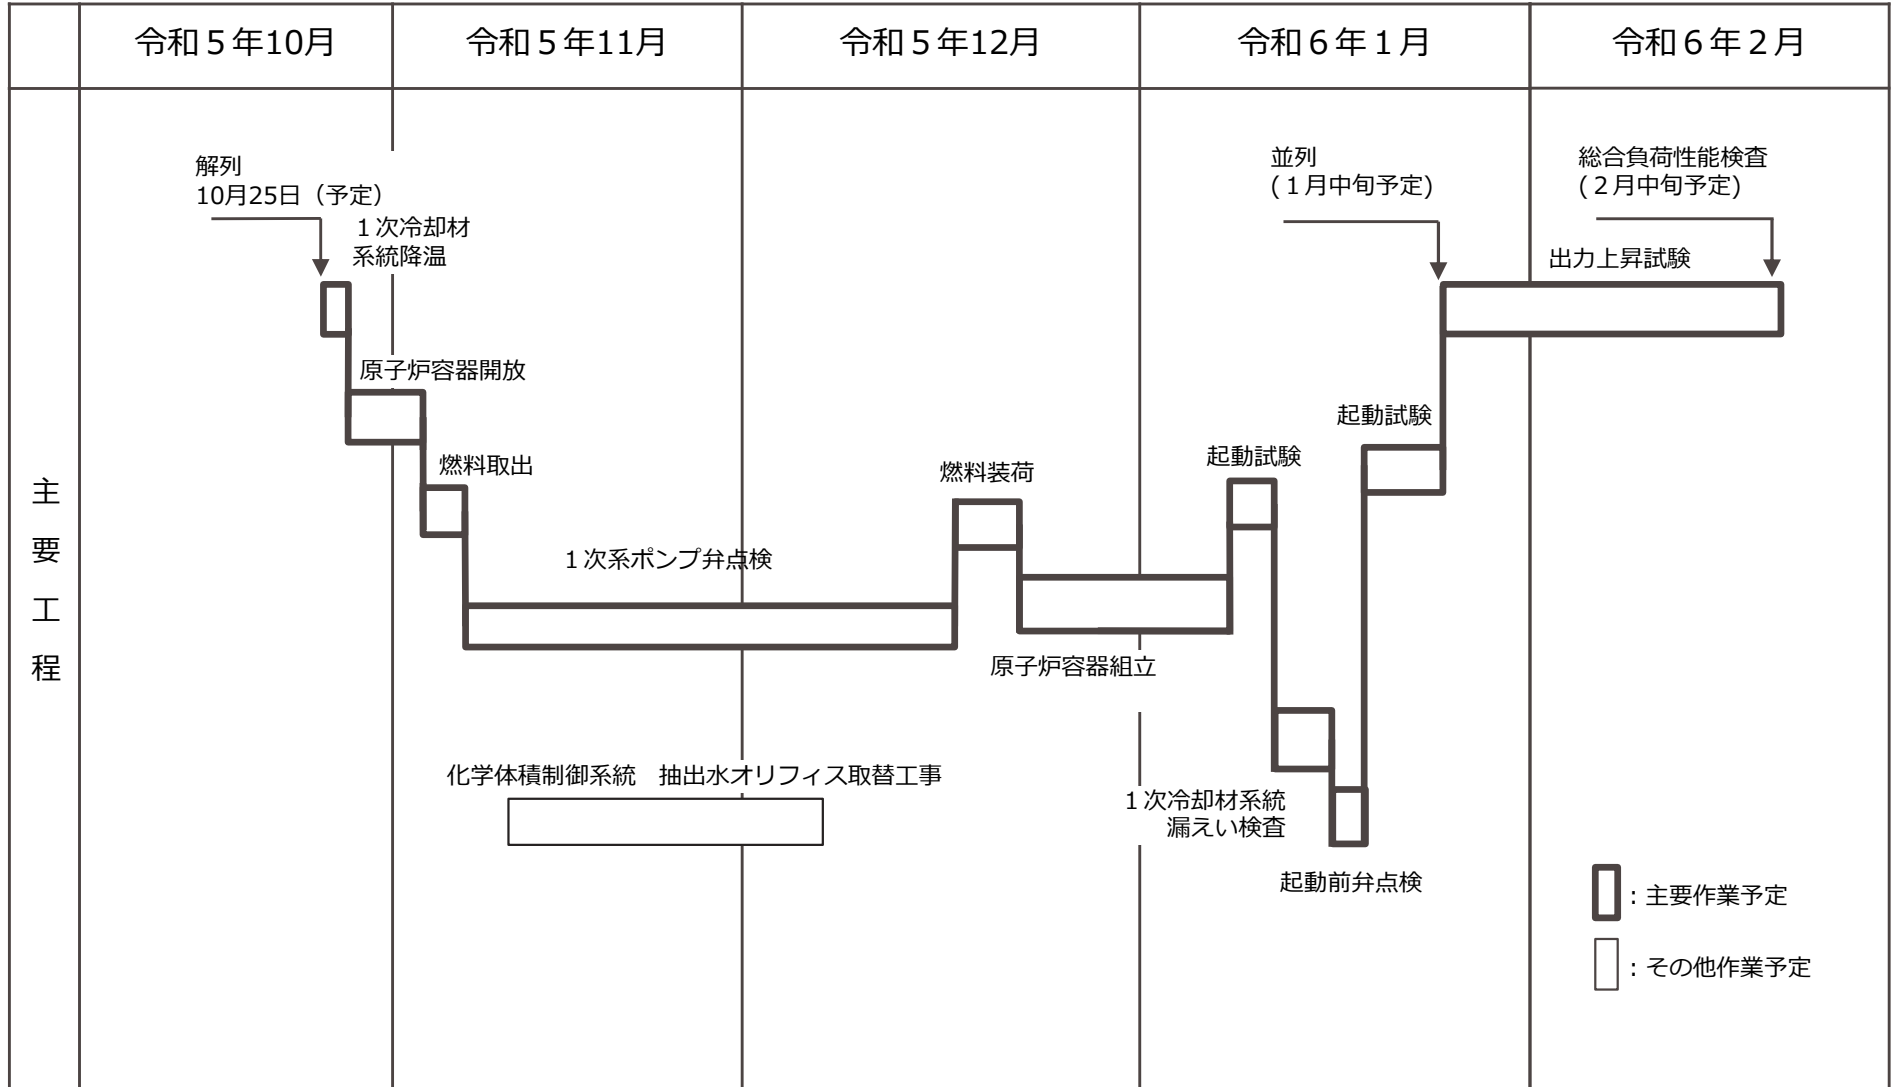 令和５年10月
令和５年11月
令和５年12月
令和６年１月
令和６年２月
主要工程
解列
10月25日（予定）
１次冷却材
系統降温
原子炉容器開放
燃料取出
１次系ポンプ弁点検
燃料装荷
原子炉容器組立
起動試験
１次冷却材系統
漏えい検査
起動前弁点検
起動試験
並列
(１月中旬予定)
総合負荷性能検査
(２月中旬予定)
出力上昇試験
化学体積制御系統　抽出水オリフィス取替工事
：主要作業予定
：その他作業予定